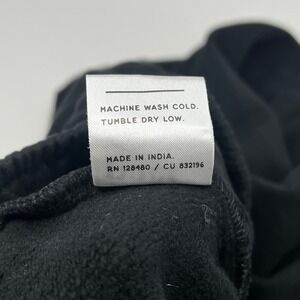 MACHINE WASH COLD.
TUMBLE DRY LOW.
MADE IN INDIA.
RN 128480 / CU 832196